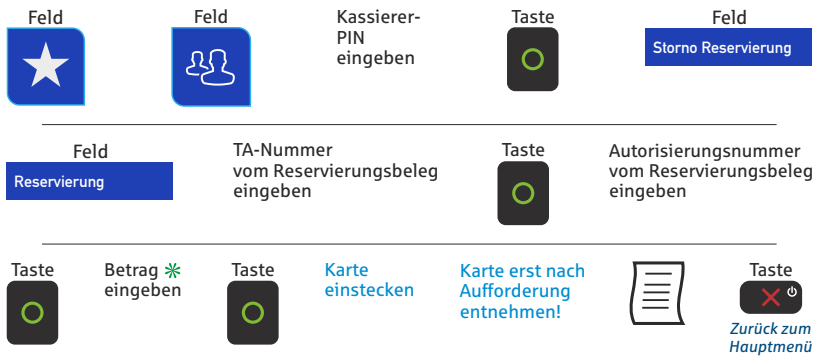 Feld
Feld
Kassierer-
PIN
eingeben
Taste
Feld
Storno Reservierung
Feld
Reservierung
TA-Nummer
vom Reservierungsbeleg
eingeben
Taste
Autorisierungsnummer
vom Reservierungsbeleg
eingeben
Taste
Betrag ✻
eingeben
Taste
Karte
einstecken
Karte erst nach
Aufforderung
entnehmen!
Taste
Zurück zum
Hauptmenü